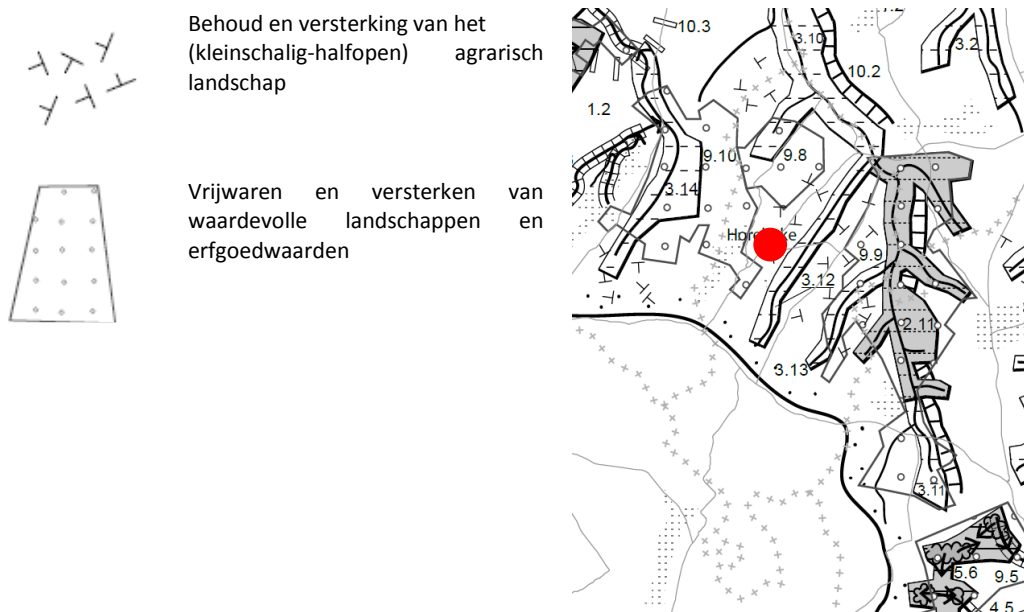 Behoud en versterking van het
(kleinschalig-halfopen) agrarisch
landschap
Vrijwaren en versterken van
waardevolle landschappen en
erfgoedwaarden
10.3
3.10
3.2
10.2
1.2
9.10
9.8
3.14
9.9
3.12
2.11
3.13
3.11
5.6
9.5
4.5